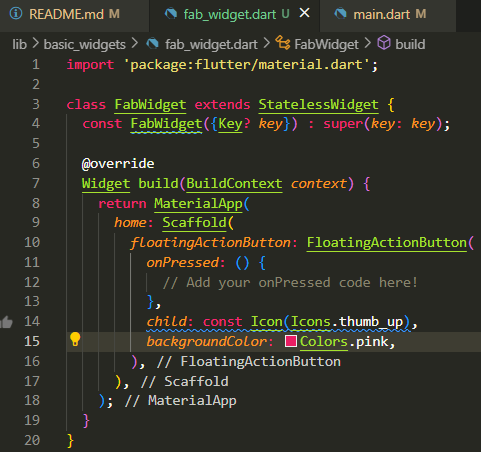 README.md M fab_widget.dart U main.dart M
lib > basic_widgets > fab_widget.dart > FabWidget > build
1 import 'package:flutter/material.dart';
2
3 class FabWidget extends StatelessWidget {
4 const FabWidget({Key? key}) : super(key: key);
5
6 @override
7 Widget build(BuildContext context) {
8 return MaterialApp(
9 home: Scaffold(
10 floatingActionButton: FloatingActionButton(
11 onPressed: () {
12 // Add your onPressed code here!
13 },
14 child: const Icon(Icons.thumb_up),
15 backgroundColor: Colors.pink,
16 ), // FloatingActionButton
17 ), // Scaffold
18 ); // MaterialApp
19 }
20 }